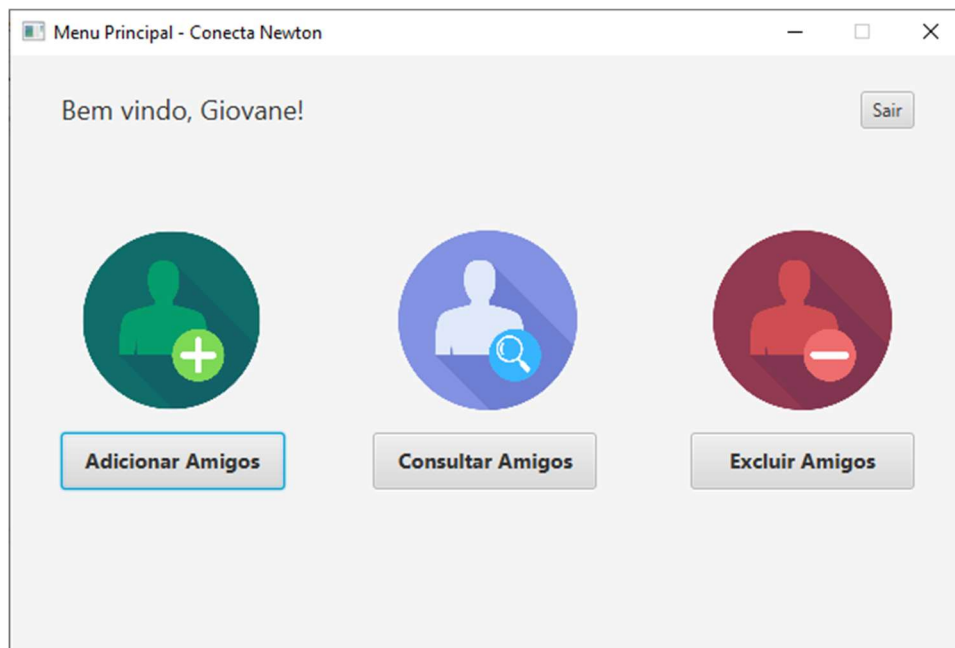 Menu Principal - Conecta Newton
Bem vindo, Giovane!
Sair
Adicionar Amigos
Consultar Amigos
Excluir Amigos